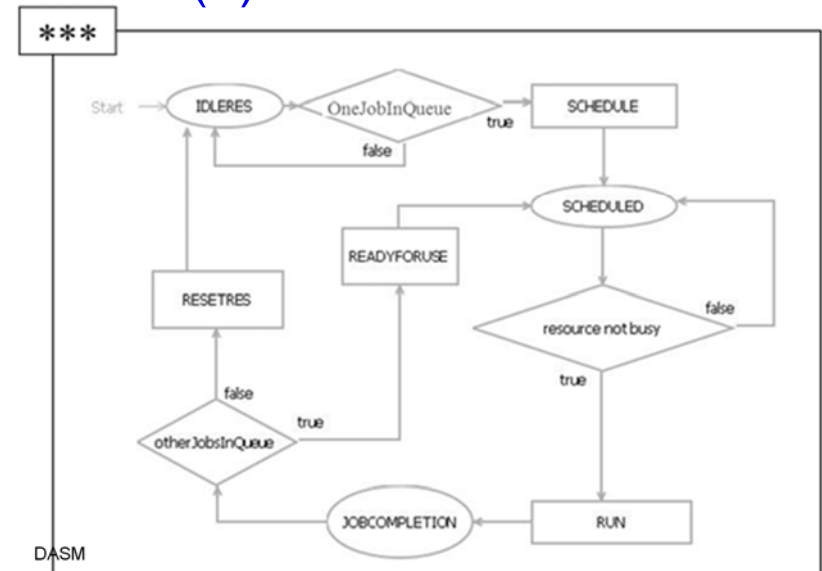 ***
Start
IDLERES
OneJobInQueue
true
SCHEDULE
false
SCHEDULED
READYFORUSE
RESETRES
false
resource not busy
true
false
true
otherJobsInQueue
JOBCOMPLETION
RUN
DASM